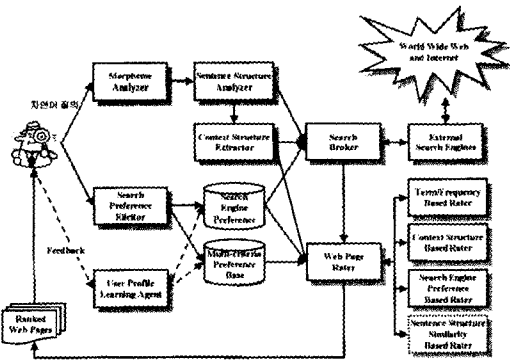 World Wide Web
and Internet
Morpheme
Analyzer
Sentence Structure
Analyzer
자연어 질의
Context Structure
Extractor
Search
Broker
External
Search Engines
Search
Preference
Elicitor
Search
Engine
Preference
Term/Frequency
Based Rater
Feedback
Multi-criteria
Preference
Base
Web Page
Rater
Context Structure
Based Rater
User Profile
Learning Agent
Search Engine
Preference
Based Rater
Ranked
Web Pages
Sentence Structure
Similarity
Based Rater